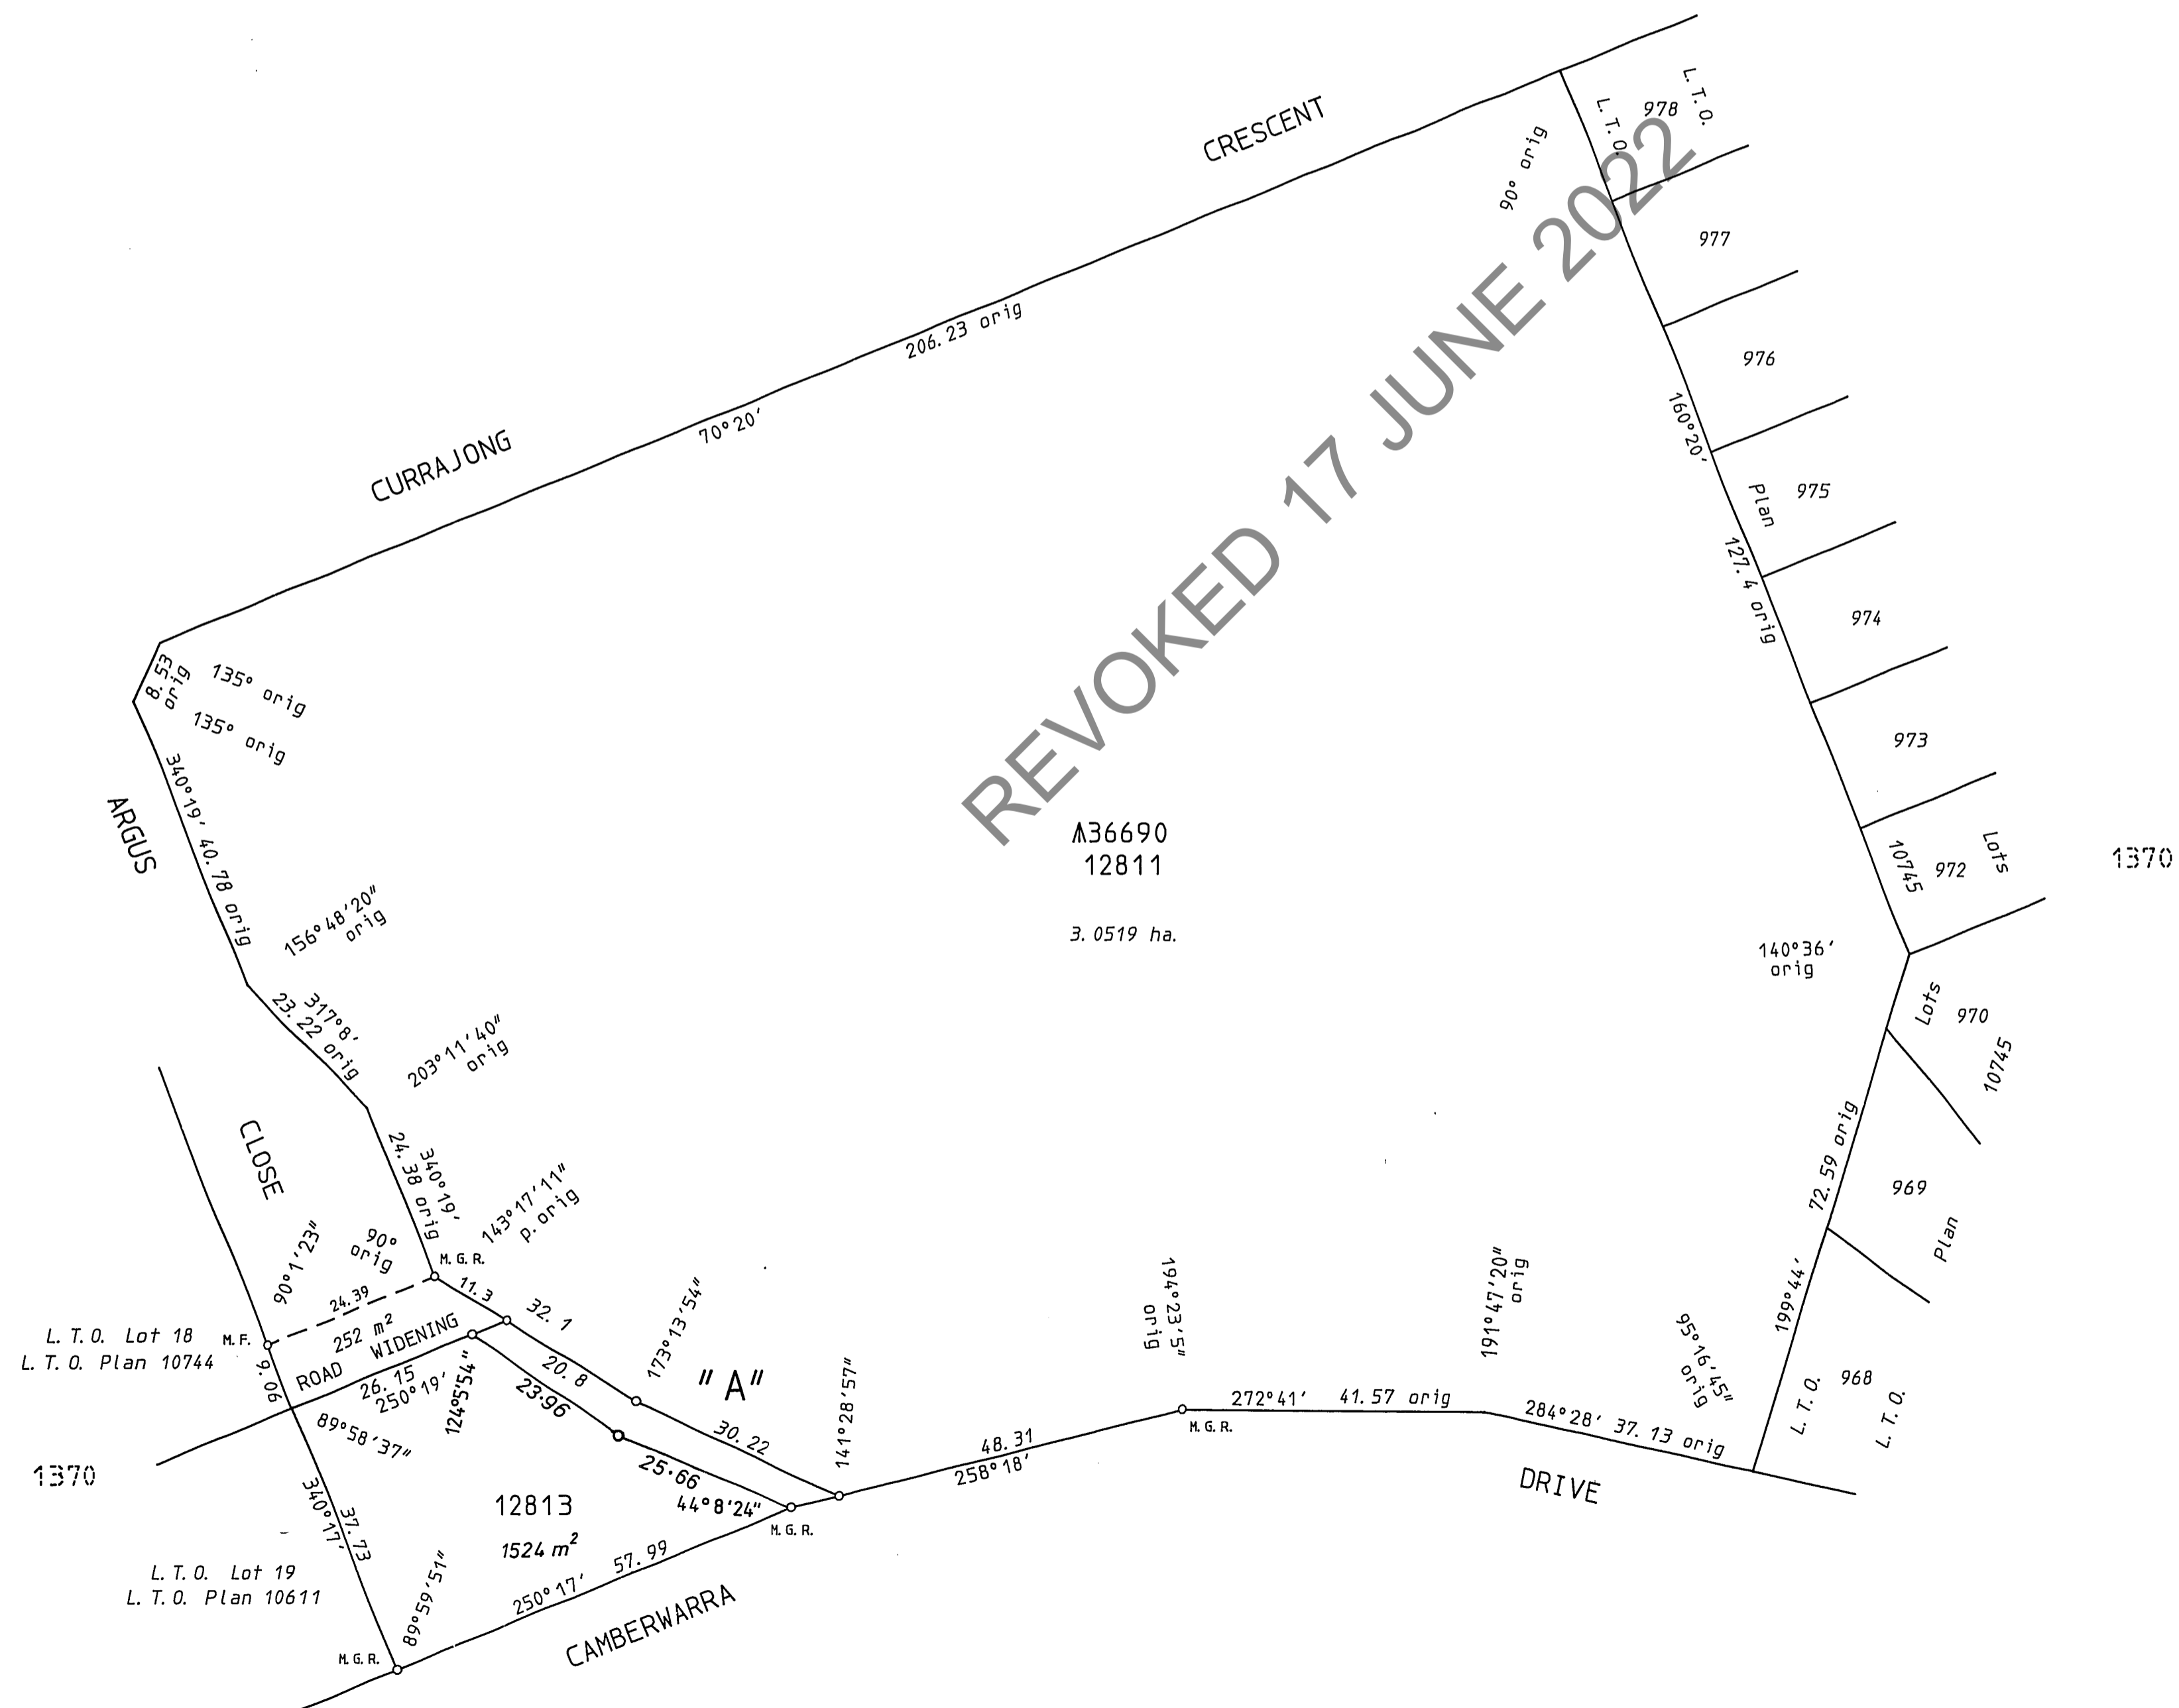 CURRAJONG
CRESCENT
L. T. O.
L. T. O.
978
977
976
975
974
973
972
90° orig
206.23 orig
70°20'
160°20'
Plan
127.4 orig
10745
Lots
1370
REVOKED 17 JUNE 2022
8.53
orig
135° orig
135° orig
340°19' 40.78 orig
ARGUS
156°48'20"
orig
36690
12811
3.0519 ha.
140°36'
orig
Lots
970
10745
317°8'
23.22 orig
203°11'40"
orig
CLOSE
340°19'
24.38 orig
143°17'11"
p. orig
72.59 orig
969
Plan
199°44'
968
L. T. O.
L. T. O.
90°1'23"
90°
orig
M.G.R.
11.3
32.1
24.39
252 m²
ROAD WIDENING
M.F.
L. T. O. Lot 18
L. T. O. Plan 10744
9.06
26.15
250°19'
124°5'54"
20.8
23.96
173°13'54"
"A"
30.22
141°28'57"
194°23'5"
orig
191°47'20"
orig
95°16'45"
orig
272°41' 41.57 orig
M.G.R.
284°28' 37.13 orig
48.31
258°18'
DRIVE
89°58'37"
1370
25.66
44°8'24"
M.G.R.
12813
1524 m²
340°17'
37.73
L. T. O. Lot 19
L. T. O. Plan 10611
89°59'51"
57.99
250°17'
CAMBERWARRA
M.G.R.